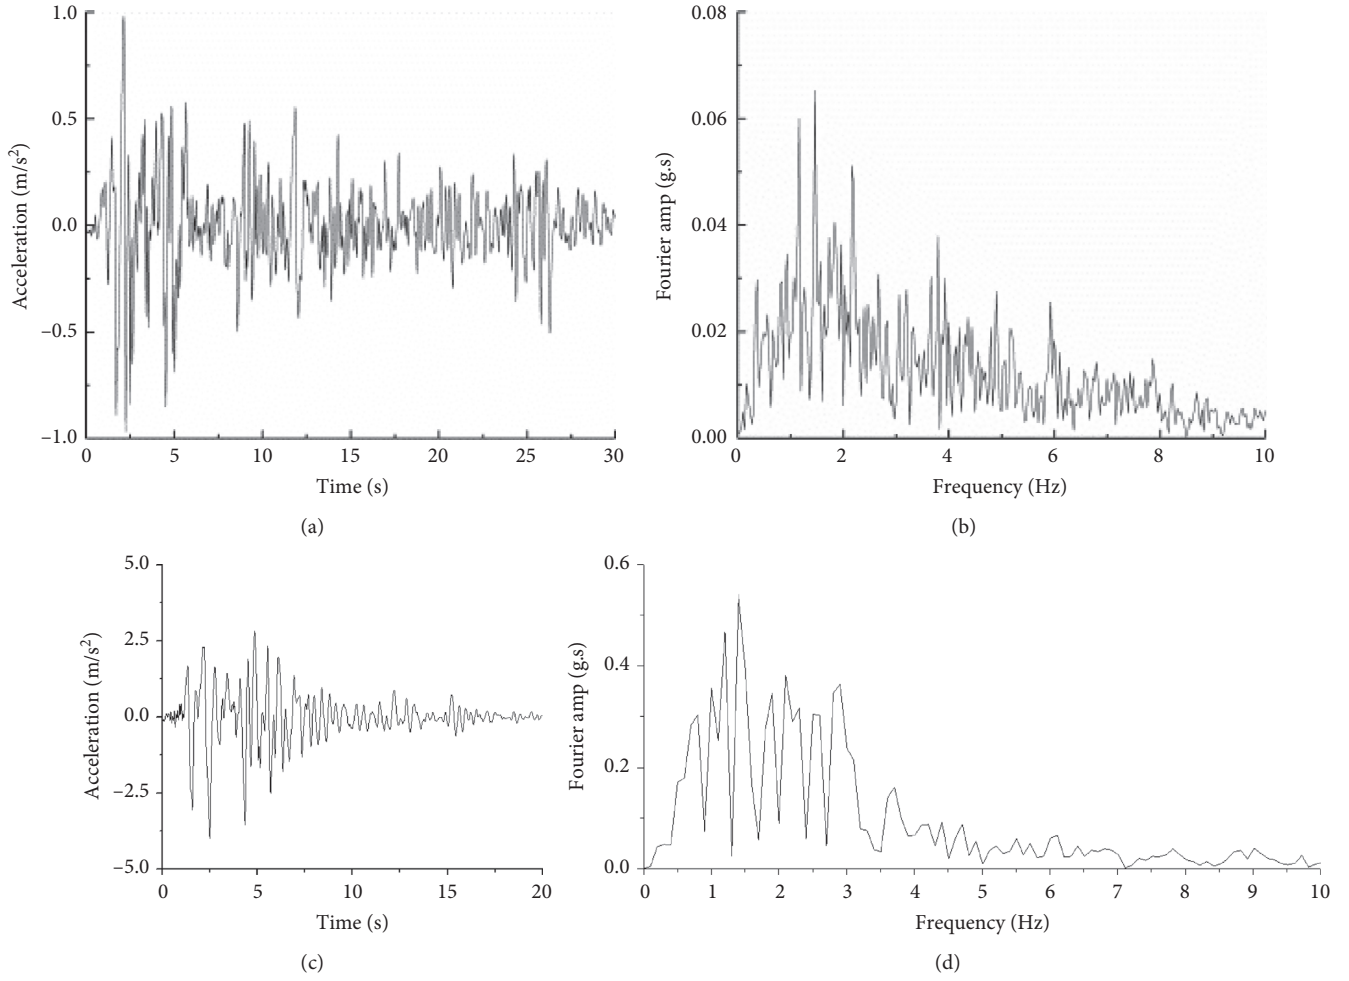 1.0
0.5
0.0
−0.5
−1.0
Acceleration (m/s2)
0 5 10 15 20 25 30
Time (s)
(a)
0.08
0.06
0.04
0.02
0.00
Fourier amp (g.s)
0 2 4 6 8 10
Frequency (Hz)
(b)
5.0
2.5
0.0
−2.5
−5.0
Acceleration (m/s2)
0 5 10 15 20
Time (s)
(c)
0.6
0.4
0.2
0.0
Fourier amp (g.s)
0 1 2 3 4 5 6 7 8 9 10
Frequency (Hz)
(d)